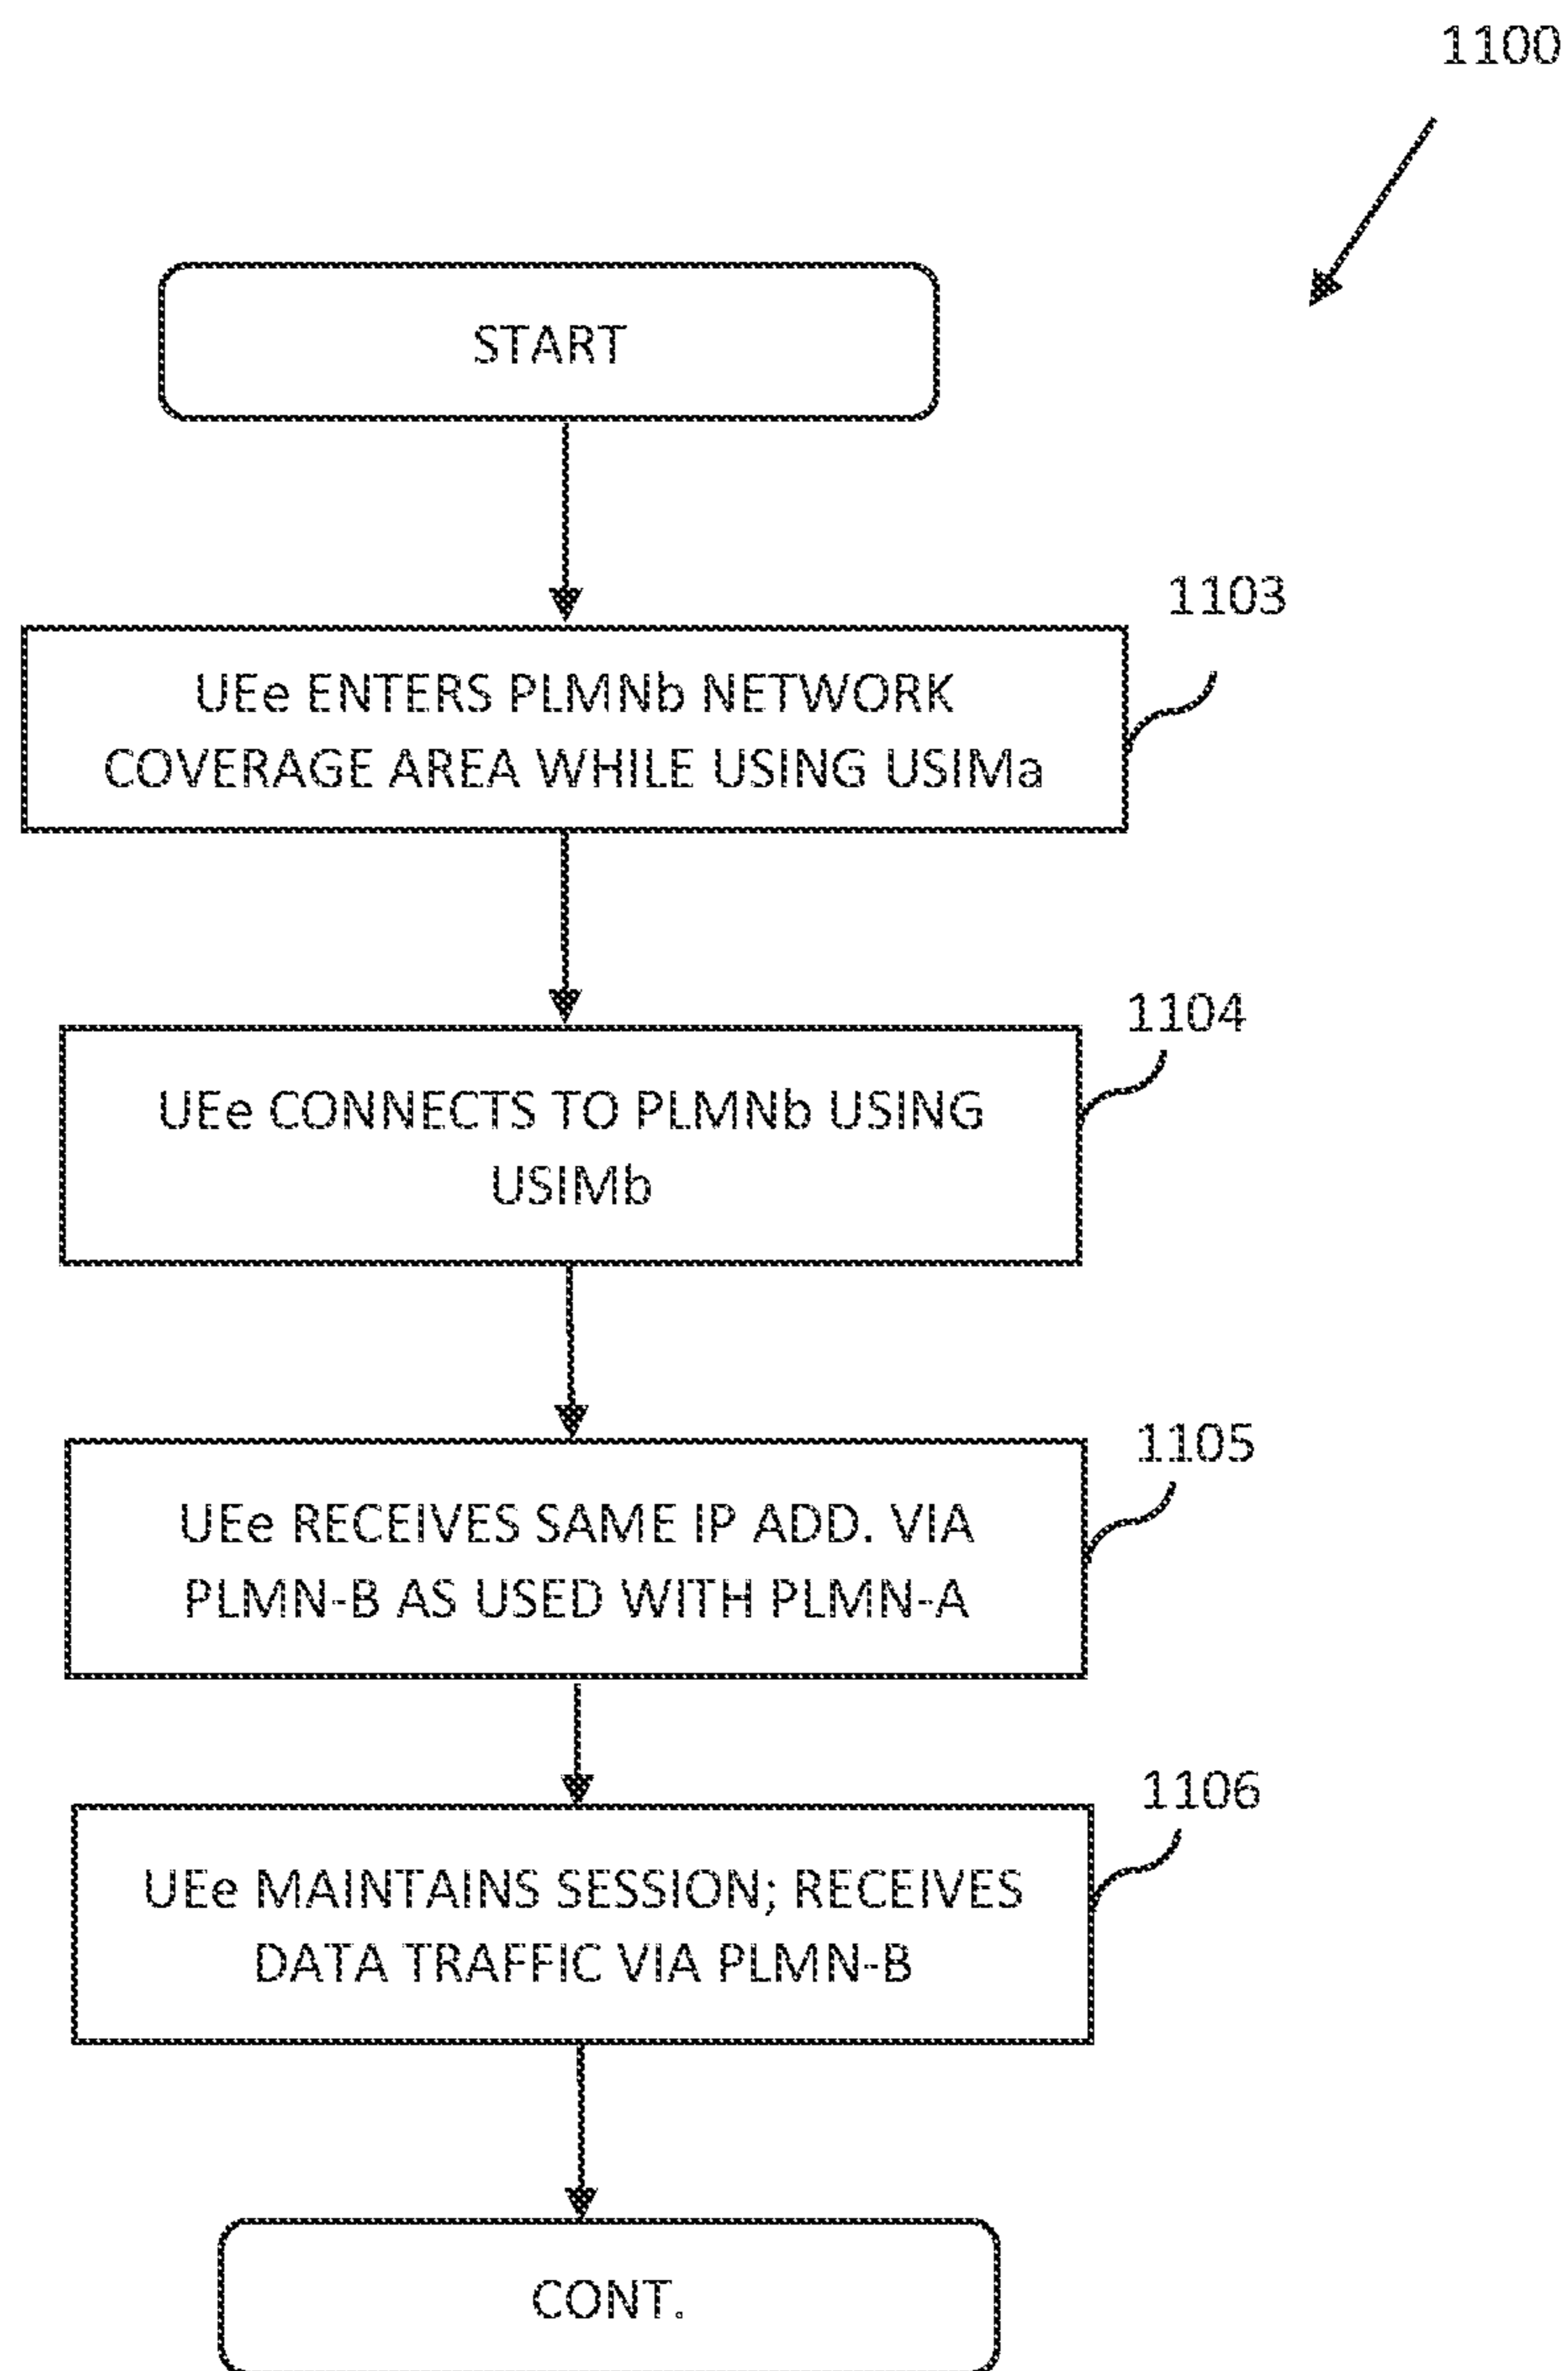 1100
START
1103
UEe ENTERS PLMNb NETWORK
COVERAGE AREA WHILE USING USIMa
1104
UEe CONNECTS TO PLMNb USING
USIMb
1105
UEe RECEIVES SAME IP ADD. VIA
PLMN-B AS USED WITH PLMN-A
1106
UEe MAINTAINS SESSION; RECEIVES
DATA TRAFFIC VIA PLMN-B
CONT.